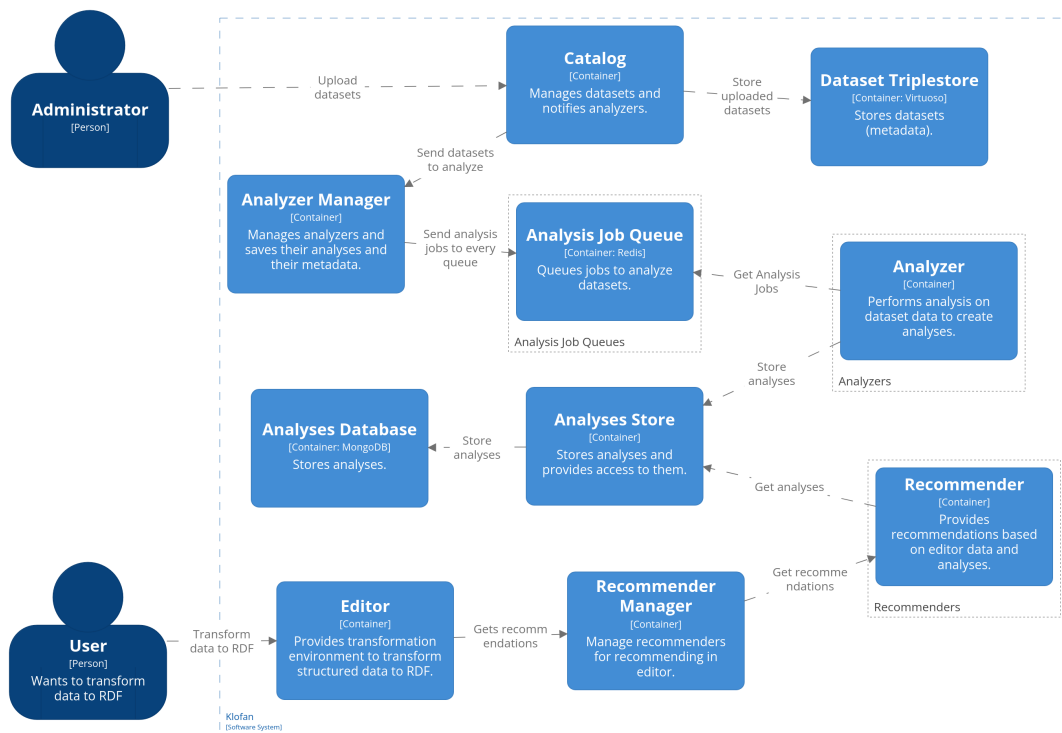 Administrator
[Person]
Upload
datasets
Catalog
[Container]
Manages datasets and
notifies analyzers.
Store
uploaded
datasets
Dataset Triplestore
[Container: Virtuoso]
Stores datasets
(metadata).
Send datasets
to analyze
Analyzer Manager
[Container]
Manages analyzers and
saves their analyses and
their metadata.
Send analysis
jobs to every
queue
Analysis Job Queue
[Container: Redis]
Queues jobs to analyze
datasets.
Analysis Job Queues
Get Analysis
Jobs
Analyzer
[Container]
Performs analysis on
dataset data to create
analyses.
Analyzers
Store
analyses
Analyses Database
[Container: MongoDB]
Stores analyses.
Store
analyses
Analyses Store
[Container]
Stores analyses and
provides access to them.
Get analyses
Recommender
[Container]
Provides
recommendations based
on editor data and
analyses.
Recommenders
User
[Person]
Wants to transform
data to RDF
Transform
data to RDF
Editor
[Container]
Provides transformation
environment to transform
structured data to RDF.
Gets recomm
endations
Recommender
Manager
[Container]
Manage recommenders
for recommending in
editor.
Get recomme
ndations
Klofan
[Software System]